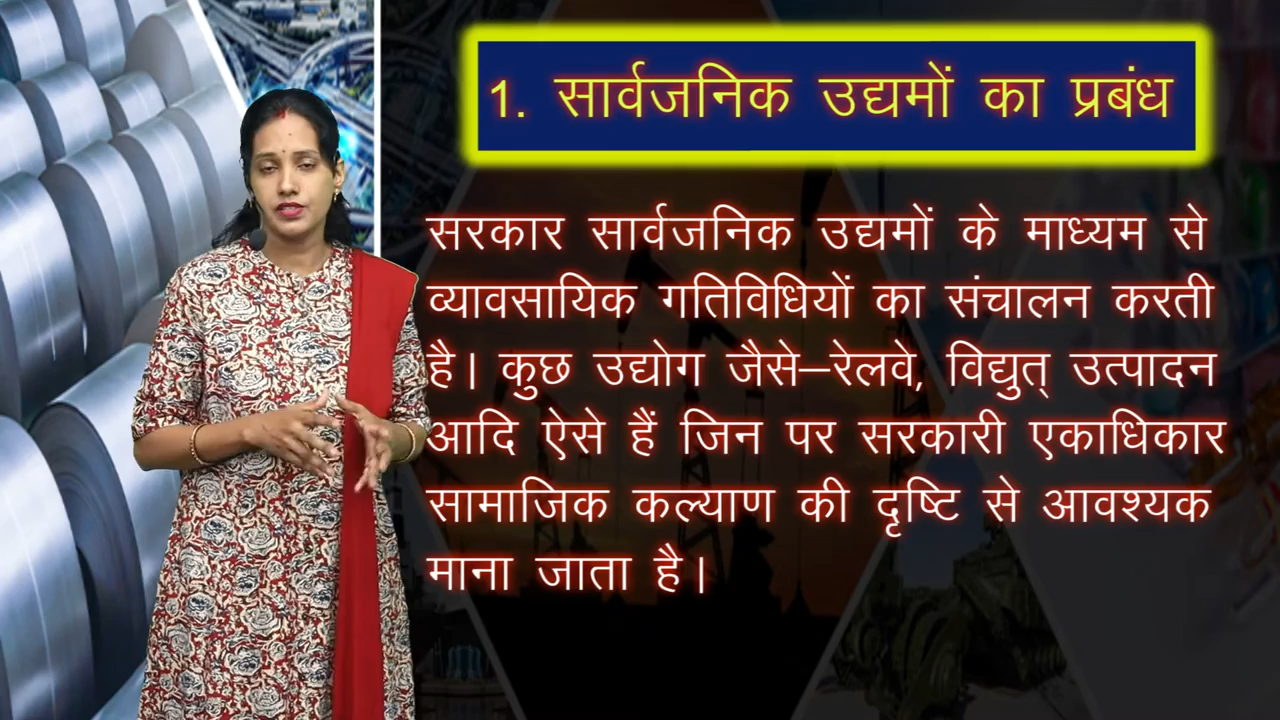 1. सार्वजनिक उद्यमों का प्रबंध
सरकार सार्वजनिक उद्यमों के माध्यम से
व्यावसायिक गतिविधियों का संचालन करती
है। कुछ उद्योग जैसे–रेलवे, विद्युत् उत्पादन
आदि ऐसे हैं जिन पर सरकारी एकाधिकार
सामाजिक कल्याण की दृष्टि से आवश्यक
माना जाता है।